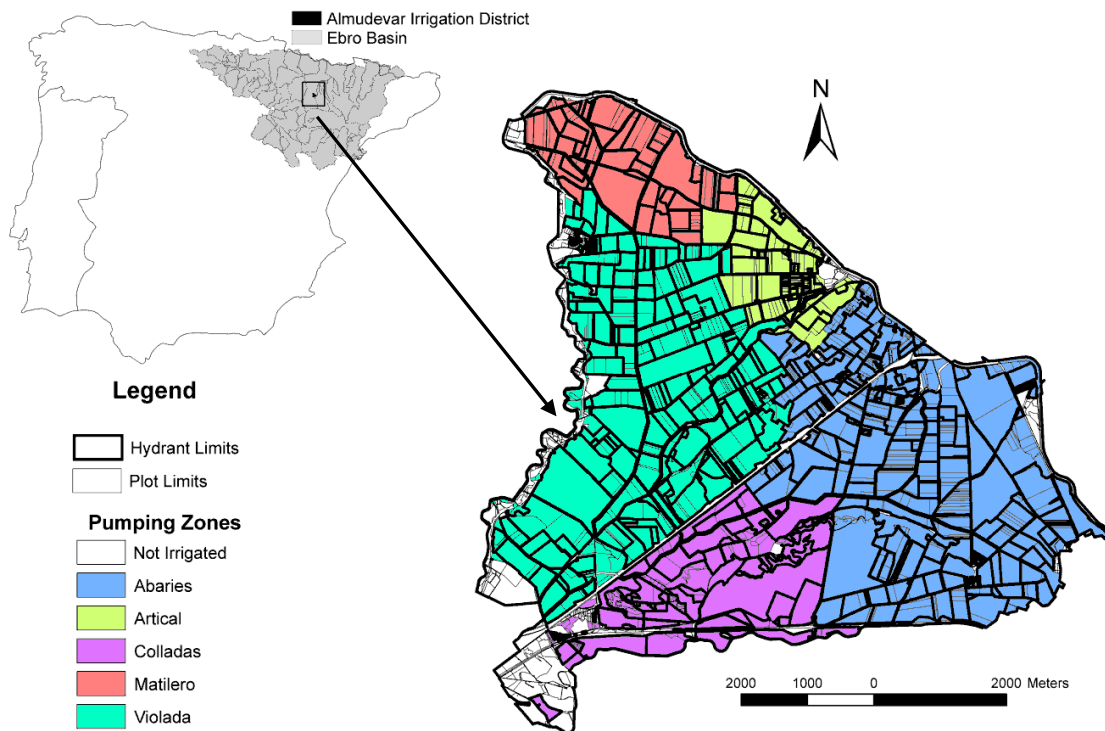 Almudevar Irrigation District
Ebro Basin
N
Legend
Hydrant Limits
Plot Limits
Pumping Zones
Not Irrigated
Abaries
Artical
Colladas
Matilero
Violada
2000 1000 0 2000 Meters